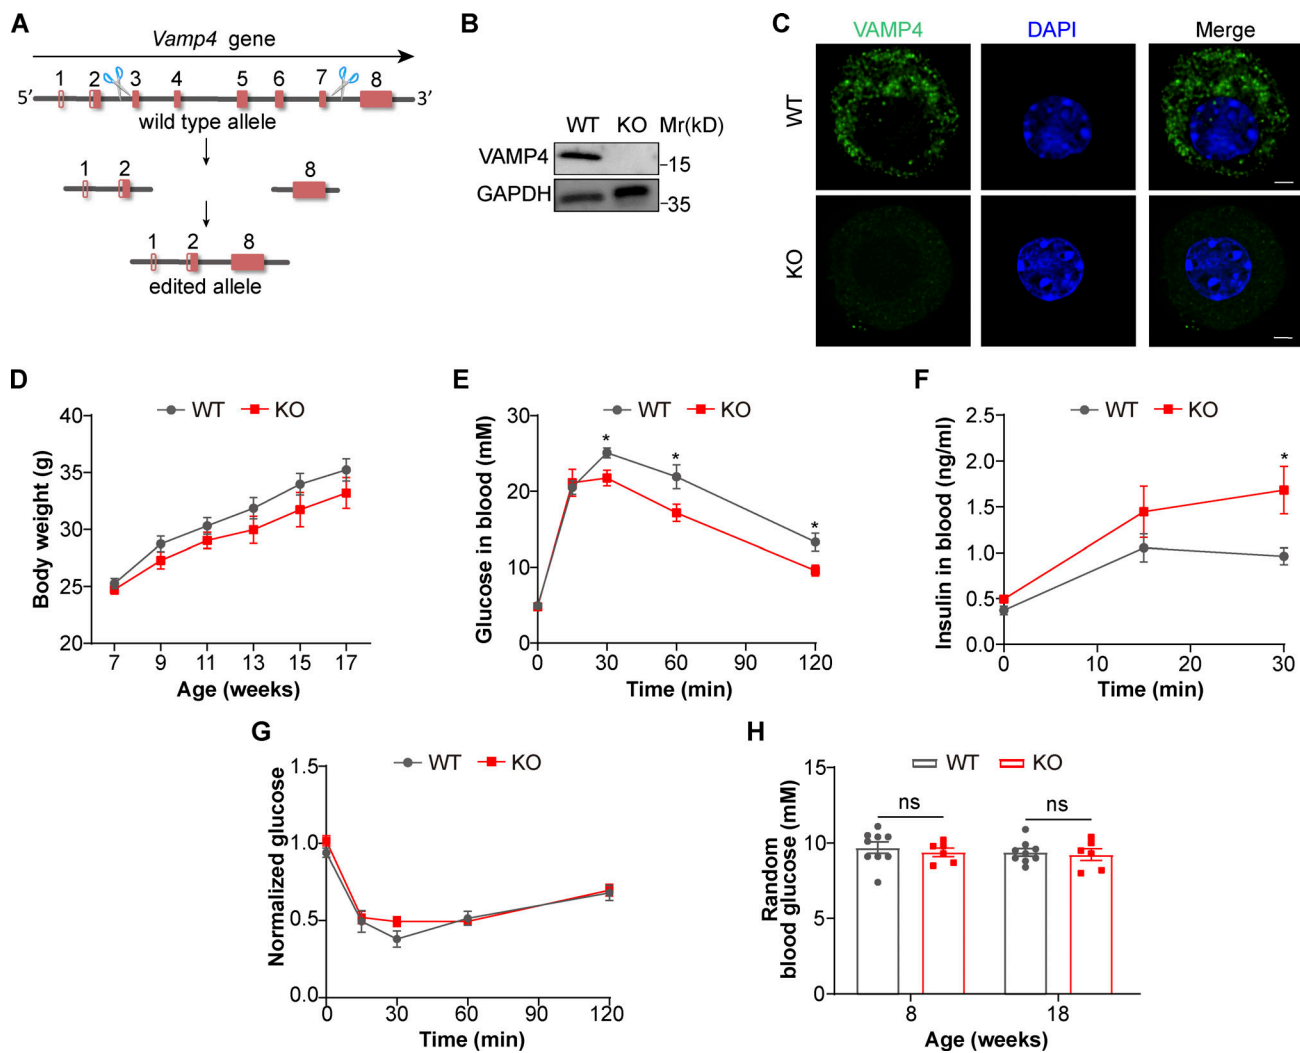 A
Vamp4 gene
1 2 3 4 5 6 7 8
5′ 3′
wild type allele
1 2 8
1 2 8
edited allele
B
WT KO Mr(kD)
VAMP4 -15
GAPDH -35
C
VAMP4 DAPI Merge
WT
KO
D
WT KO
Body weight (g)
40
35
30
25
20
7 9 11 13 15 17
Age (weeks)
E
WT KO
Glucose in blood (mM)
30
20
10
0
* * *
0 30 60 90 120
Time (min)
F
WT KO
Insulin in blood (ng/ml)
2.5
2.0
1.5
1.0
0.5
0.0
*
0 10 20 30
Time (min)
G
WT KO
Normalized glucose
1.5
1.0
0.5
0.0
0 30 60 90 120
Time (min)
H
WT KO
Random
blood glucose (mM)
15
10
5
0
ns ns
8 18
Age (weeks)